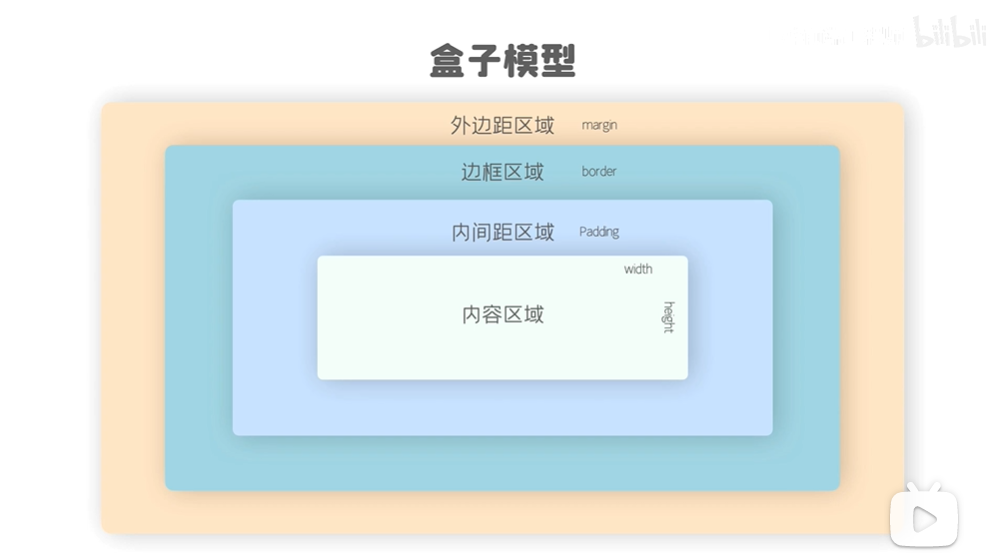 bilibili
盒子模型
外边距区域 margin
边框区域 border
内间距区域 Padding
width
内容区域
height